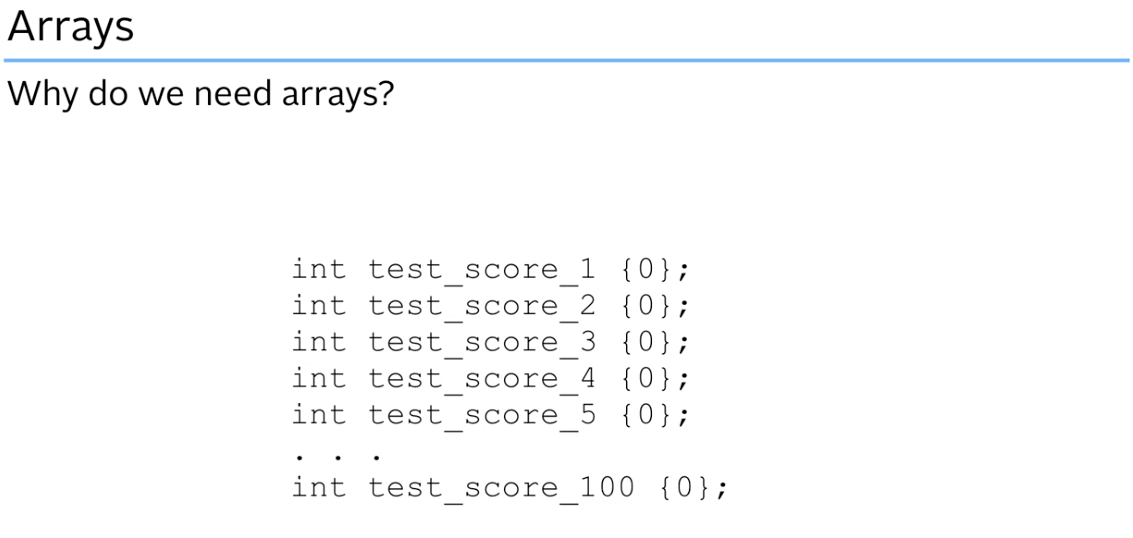 Arrays
Why do we need arrays?
int test_score_1 {0};
int test_score_2 {0};
int test_score_3 {0};
int test_score_4 {0};
int test_score_5 {0};
. . .
int test_score_100 {0};